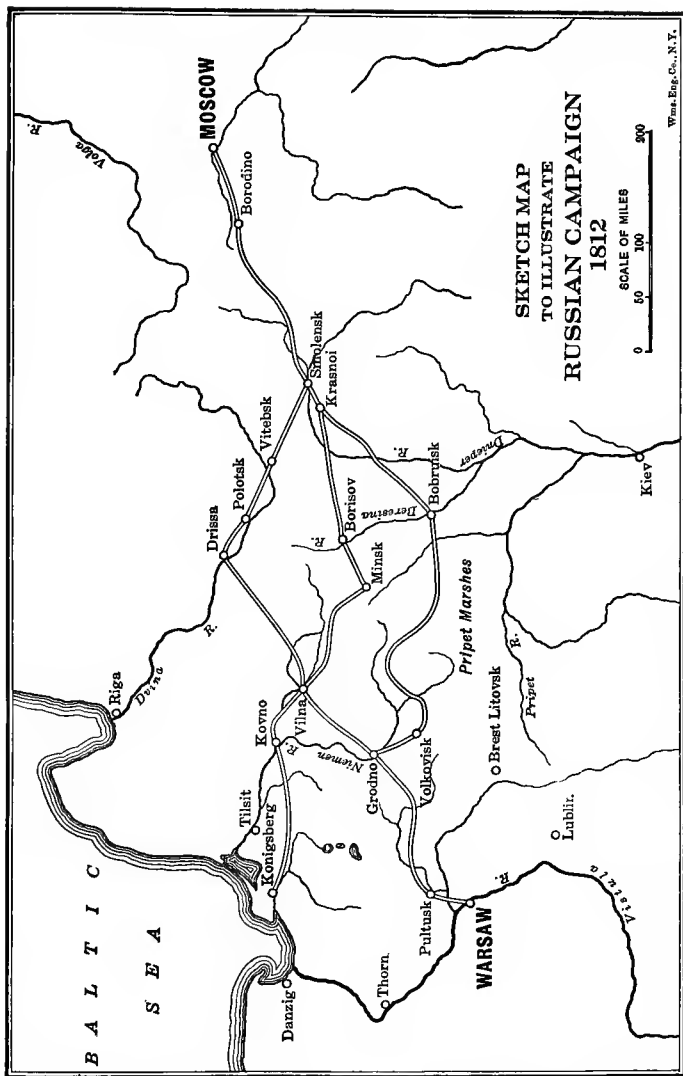 BALTIC
SEA
Riga
Dvina
R.
Tilsit
Konigsberg
Danzig
Thorn
Kovno
Vilna
R.
Niemen
Grodno
Volkovisk
Pultusk
WARSAW
R.
Vistula
Lublin.
Brest Litovsk
Pripet Marshes
Pripet
R.
Drissa
Polotsk
Vitebsk
Smolensk
Krasnoi
Borisov
Minsk
R.
Beresina
Bobruisk
R.
Dnieper
Kiev
Borodino
MOSCOW
R.
Volga
SKETCH MAP
TO ILLUSTRATE
RUSSIAN CAMPAIGN
1812
SCALE OF MILES
0 50 100 200
Wms. Eng. Co., N.Y.